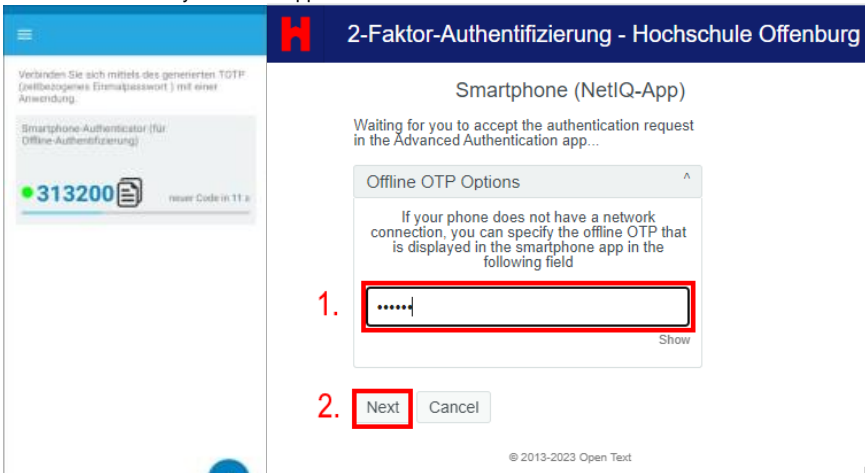 2-Faktor-Authentifizierung - Hochschule Offenburg
Verbinden Sie sich mittels des generierten TOTP
(zeitbezogenes Einmalpasswort ) mit einer
Anwendung.
Smartphone-Authenticator (für
Offline-Authentifizierung)
313200
neuer Code in 11 s
Smartphone (NetIQ-App)
Waiting for you to accept the authentication request
in the Advanced Authentication app...
Offline OTP Options
If your phone does not have a network
connection, you can specify the offline OTP that
is displayed in the smartphone app in the
following field
1.
••••••
Show
2.
Next
Cancel
© 2013-2023 Open Text